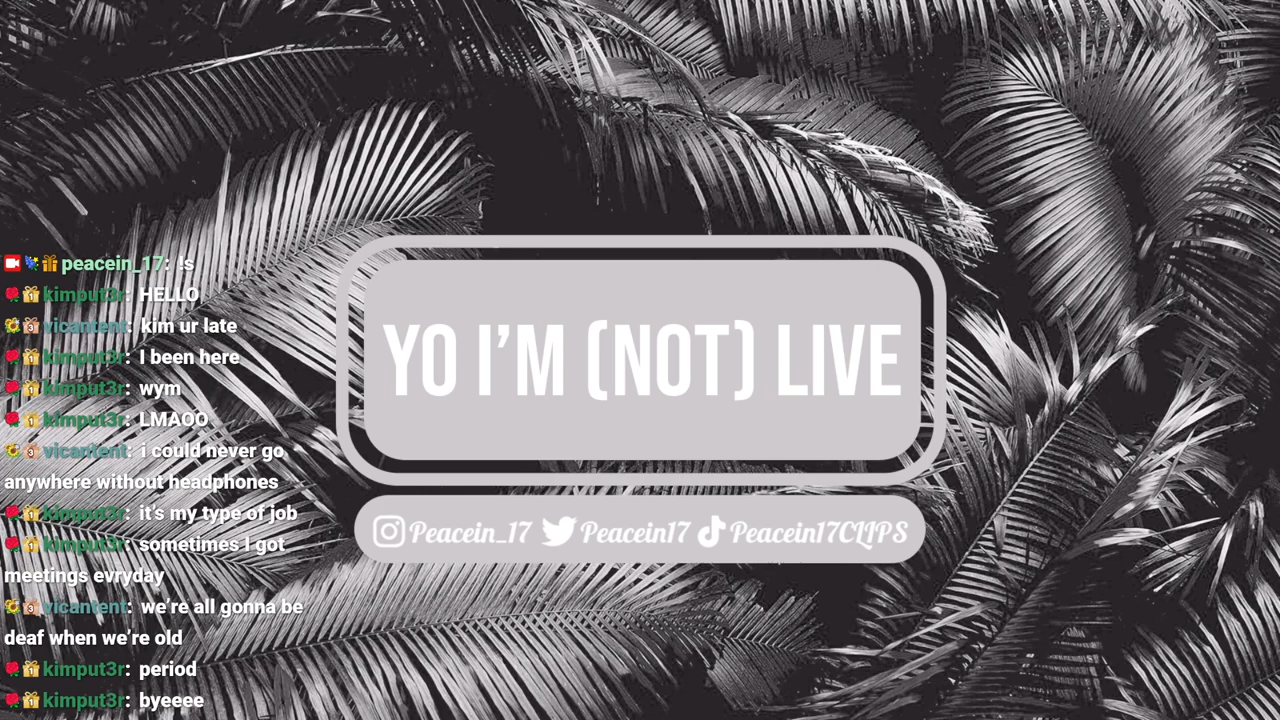 peacein_17: !s
kimput3r: HELLO
vicantent: kim ur late
kimput3r: I been here
kimput3r: wym
kimput3r: LMAOO
vicantent: i could never go
anywhere without headphones
kimput3r: it's my type of job
kimput3r: sometimes I got
meetings evryday
vicantent: we're all gonna be
deaf when we're old
kimput3r: period
kimput3r: byeeee
YO I'M (NOT) LIVE
Peacein_17 Peacein17 Peacein17CLIPS